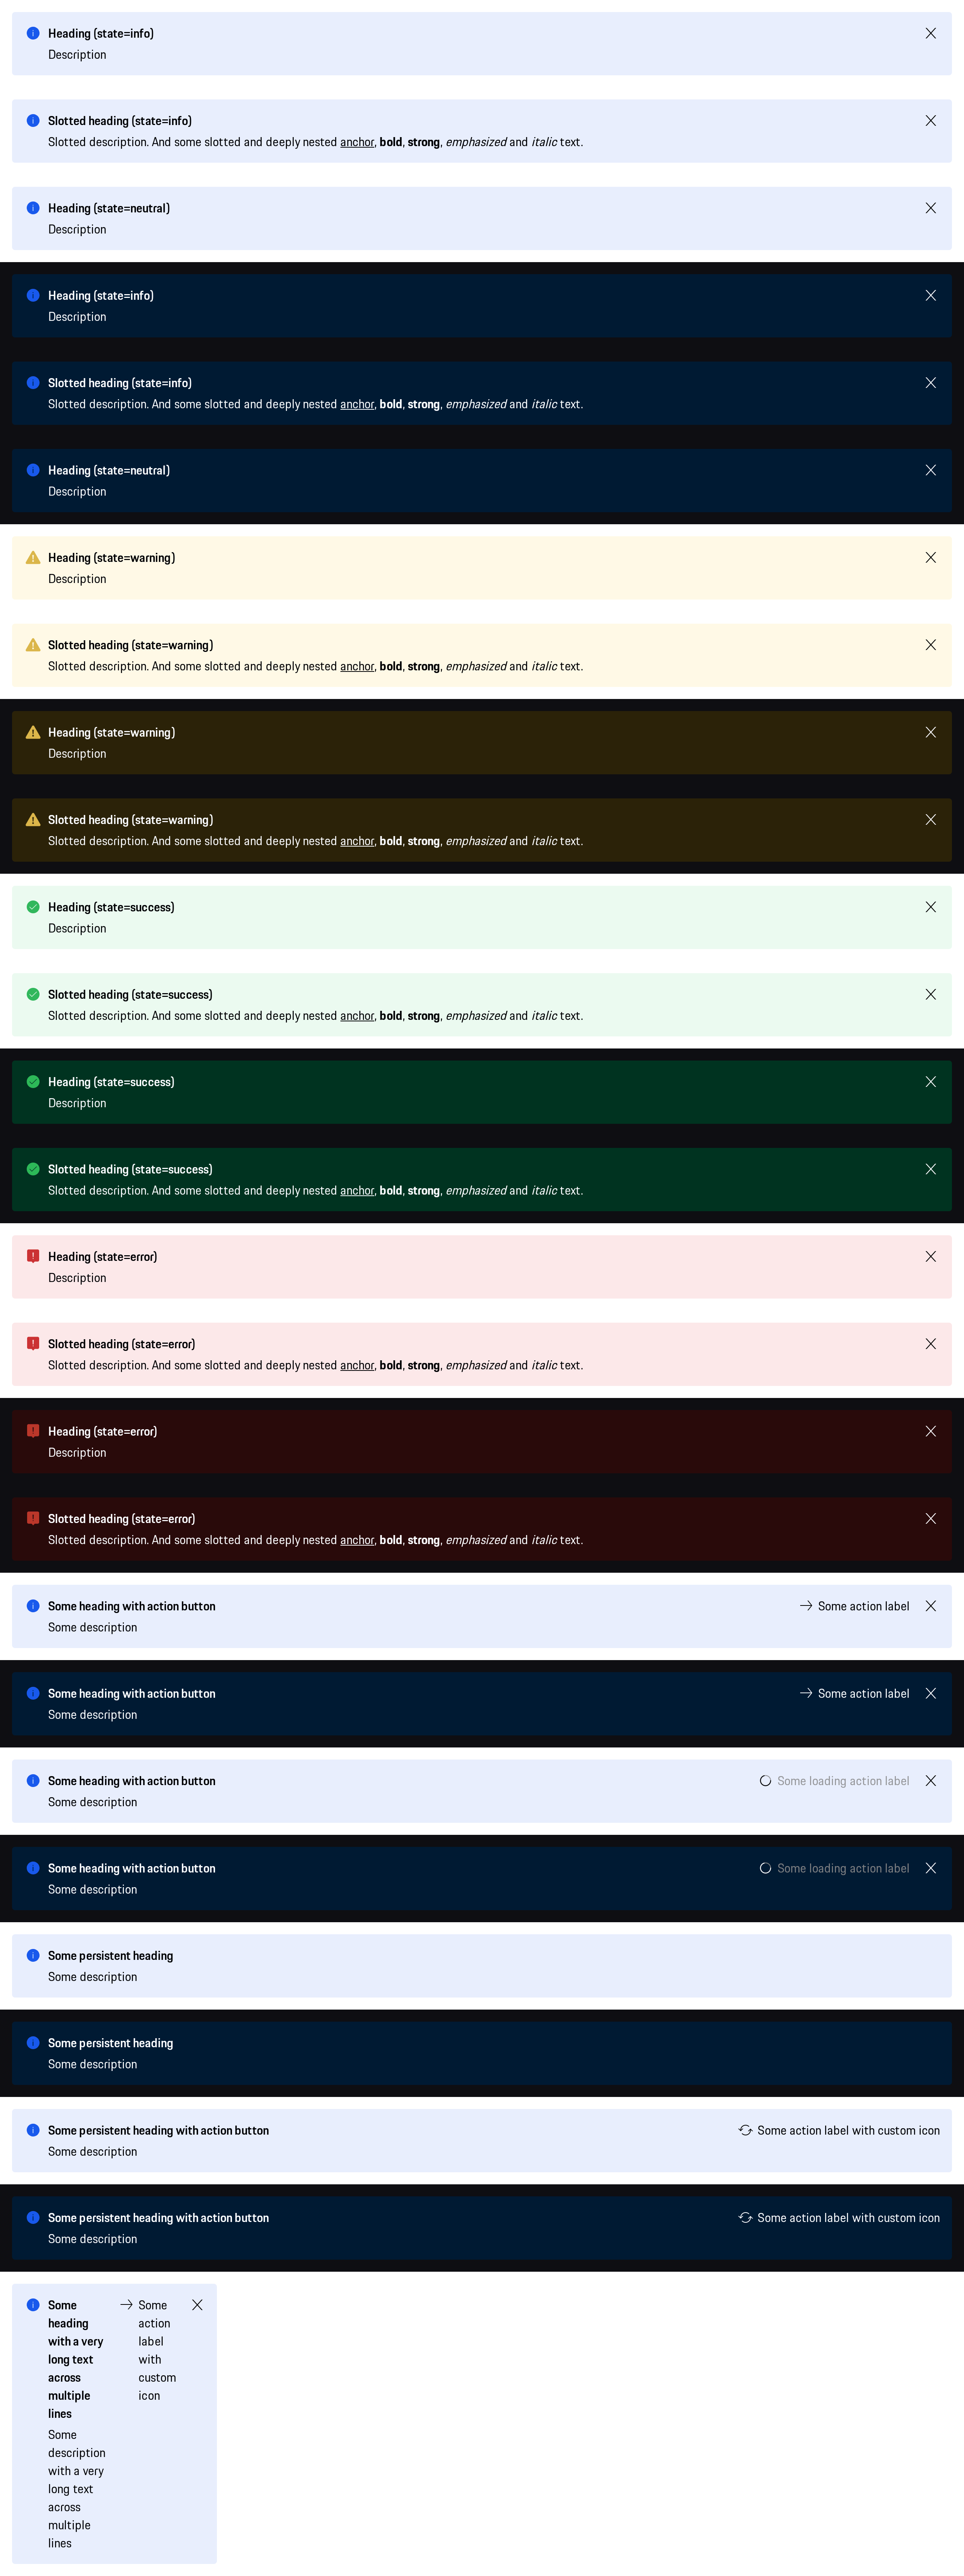 Heading (state=info)
Description
Slotted heading (state=info)
Slotted description. And some slotted and deeply nested anchor, bold, strong, emphasized and italic text.
Heading (state=neutral)
Description
Heading (state=info)
Description
Slotted heading (state=info)
Slotted description. And some slotted and deeply nested anchor, bold, strong, emphasized and italic text.
Heading (state=neutral)
Description
Heading (state=warning)
Description
Slotted heading (state=warning)
Slotted description. And some slotted and deeply nested anchor, bold, strong, emphasized and italic text.
Heading (state=warning)
Description
Slotted heading (state=warning)
Slotted description. And some slotted and deeply nested anchor, bold, strong, emphasized and italic text.
Heading (state=success)
Description
Slotted heading (state=success)
Slotted description. And some slotted and deeply nested anchor, bold, strong, emphasized and italic text.
Heading (state=success)
Description
Slotted heading (state=success)
Slotted description. And some slotted and deeply nested anchor, bold, strong, emphasized and italic text.
Heading (state=error)
Description
Slotted heading (state=error)
Slotted description. And some slotted and deeply nested anchor, bold, strong, emphasized and italic text.
Heading (state=error)
Description
Slotted heading (state=error)
Slotted description. And some slotted and deeply nested anchor, bold, strong, emphasized and italic text.
Some heading with action button
Some action label
Some description
Some heading with action button
Some action label
Some description
Some heading with action button
Some loading action label
Some description
Some heading with action button
Some loading action label
Some description
Some persistent heading
Some description
Some persistent heading
Some description
Some persistent heading with action button
Some action label with custom icon
Some description
Some persistent heading with action button
Some action label with custom icon
Some description
Some
heading
with a very
long text
across
multiple
lines
Some
description
with a very
long text
across
multiple
lines
Some
action
label
with
custom
icon